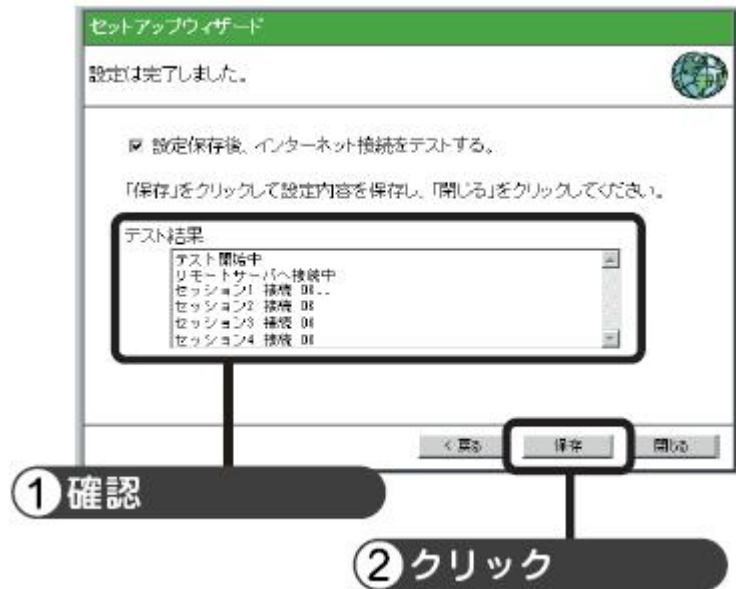 セットアップウィザード
設定は完了しました。
設定保存後、インターネット接続をテストする。
「保存」をクリックして設定内容を保存し、「閉じる」をクリックしてください。
テスト結果
テスト開始中
リモートサーバへ接続中
セッション1 接続 OK..
セッション2 接続 OK
セッション3 接続 OK
セッション4 接続 OK
< 戻る 保存 閉じる
①確認
②クリック